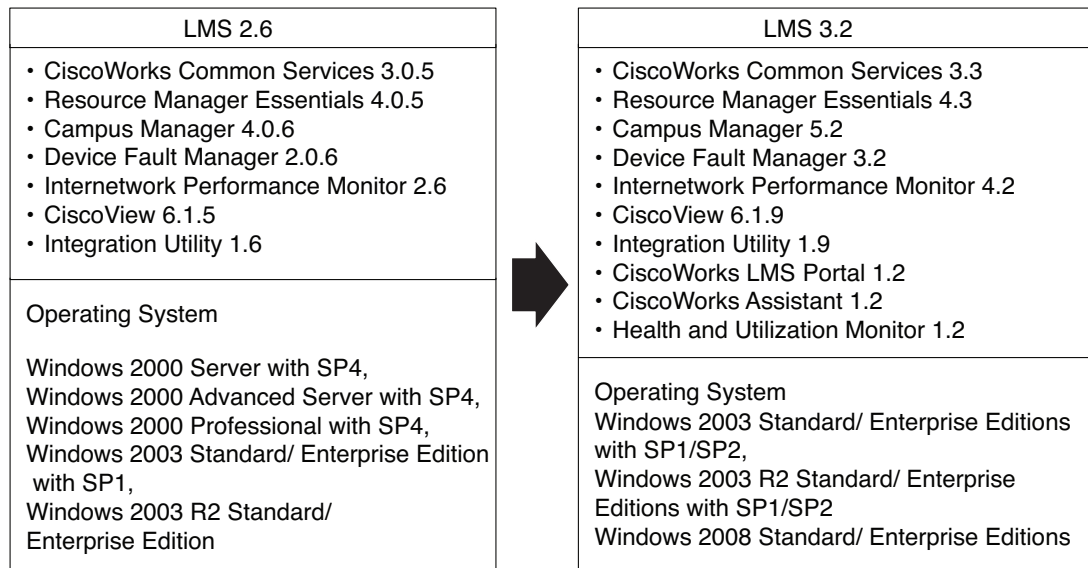 LMS 2.6
• CiscoWorks Common Services 3.0.5
• Resource Manager Essentials 4.0.5
• Campus Manager 4.0.6
• Device Fault Manager 2.0.6
• Internetwork Performance Monitor 2.6
• CiscoView 6.1.5
• Integration Utility 1.6
Operating System
Windows 2000 Server with SP4,
Windows 2000 Advanced Server with SP4,
Windows 2000 Professional with SP4,
Windows 2003 Standard/ Enterprise Edition
with SP1,
Windows 2003 R2 Standard/
Enterprise Edition
LMS 3.2
• CiscoWorks Common Services 3.3
• Resource Manager Essentials 4.3
• Campus Manager 5.2
• Device Fault Manager 3.2
• Internetwork Performance Monitor 4.2
• CiscoView 6.1.9
• Integration Utility 1.9
• CiscoWorks LMS Portal 1.2
• CiscoWorks Assistant 1.2
• Health and Utilization Monitor 1.2
Operating System
Windows 2003 Standard/ Enterprise Editions
with SP1/SP2,
Windows 2003 R2 Standard/ Enterprise
Editions with SP1/SP2
Windows 2008 Standard/ Enterprise Editions